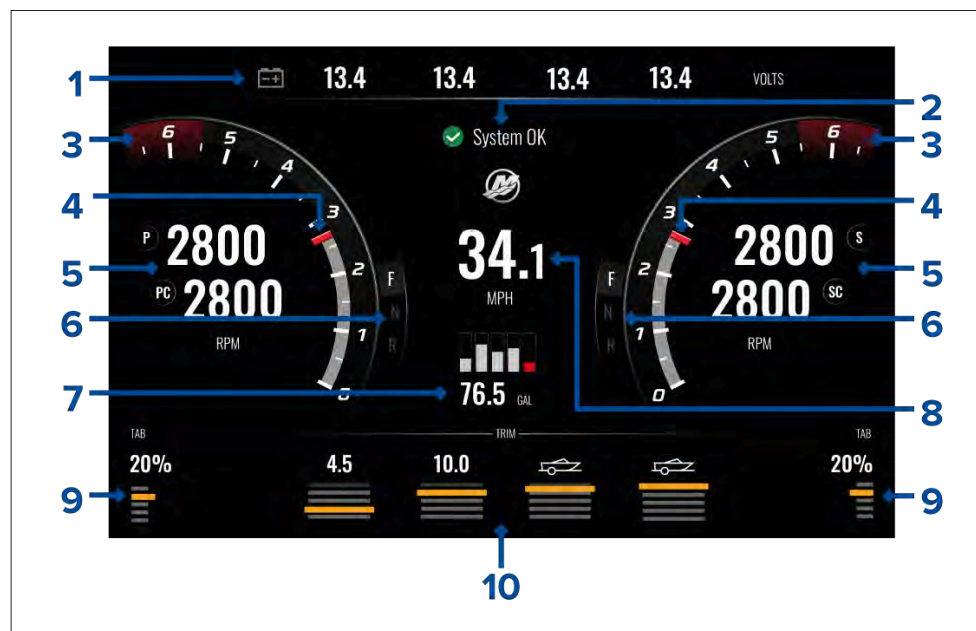 1 13.4 13.4 13.4 13.4 VOLTS
2
System OK
3 6 5 4 3 2 1 0
3 6 5 4 3 2 1 0
4 4
P 2800 34.1 2800 S
5 PC 2800 MPH 2800 SC 5
RPM RPM
6 F N R F N R 6
7 76.5 GAL 8
TRIM
TAB TAB
20% 4.5 10.0 20%
9 9
10